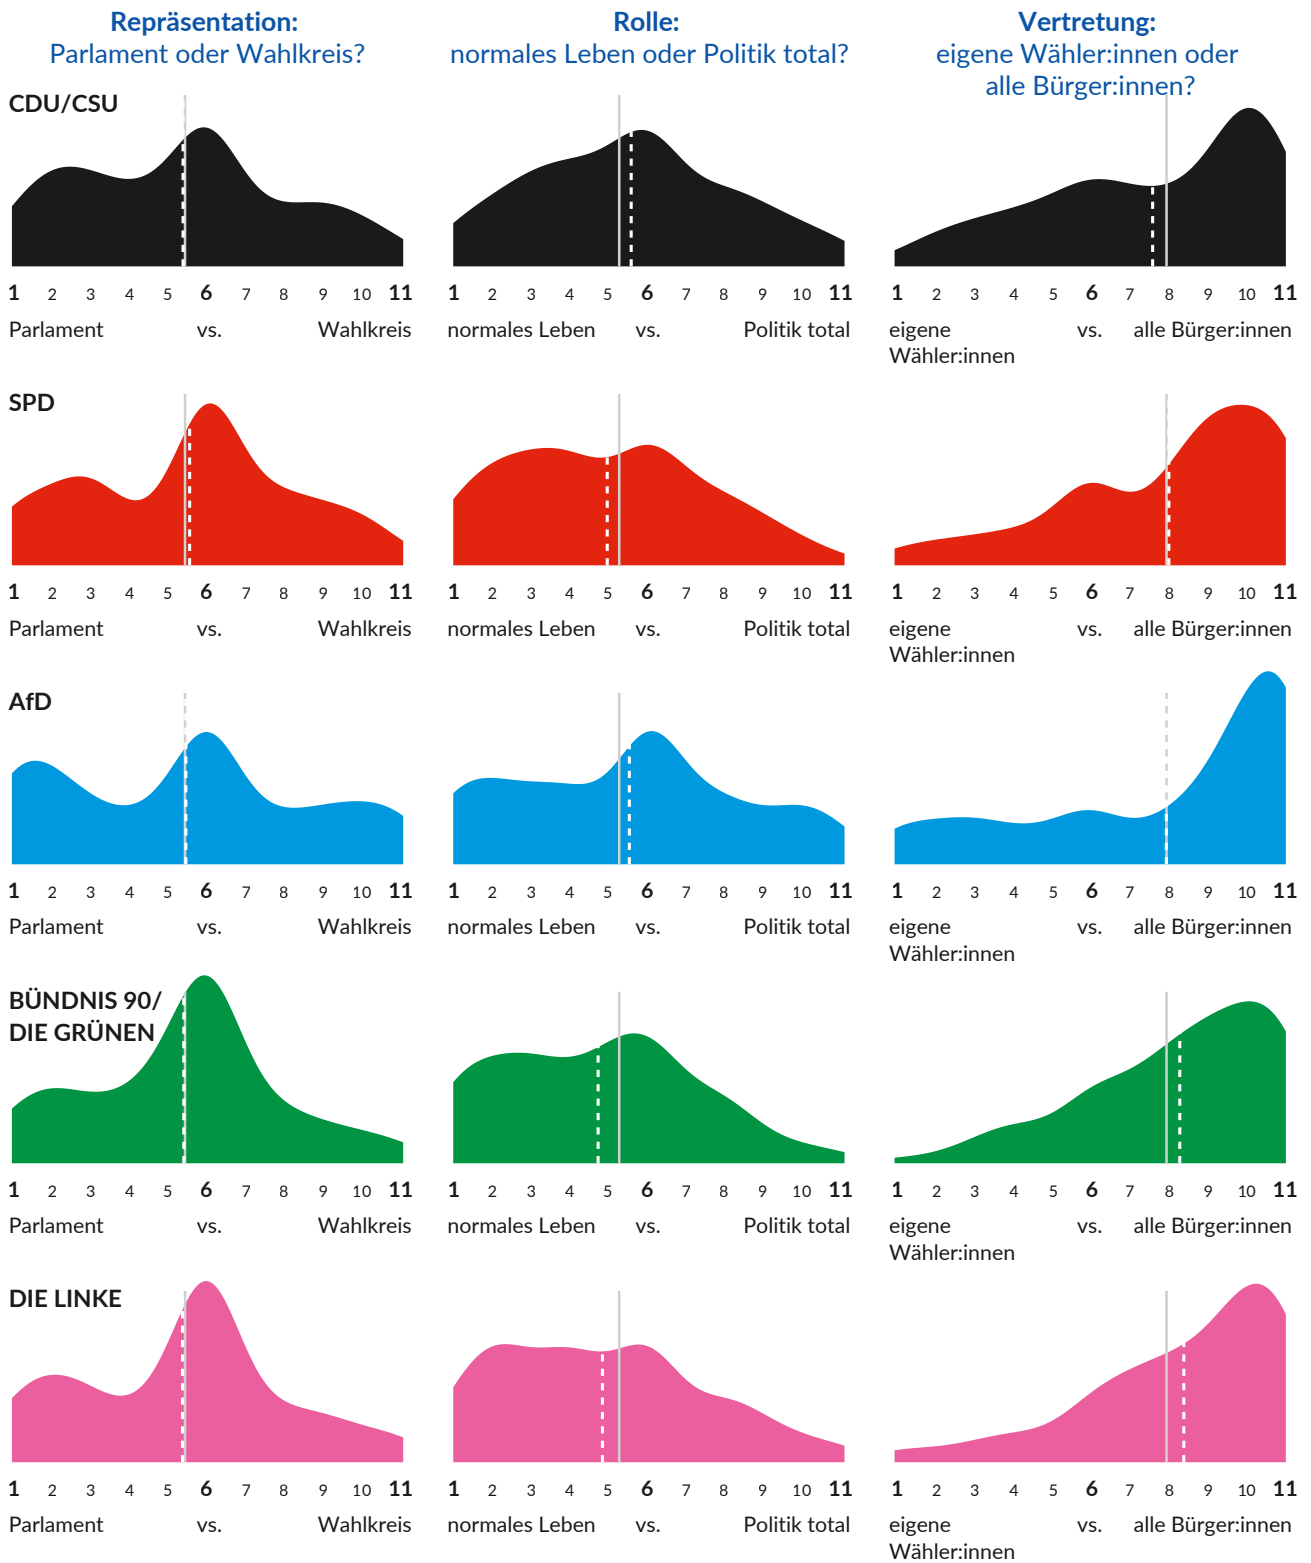 Repräsentation:
Parlament oder Wahlkreis?
Rolle:
normales Leben oder Politik total?
Vertretung:
eigene Wähler:innen oder
alle Bürger:innen?
CDU/CSU
1 2 3 4 5 6 7 8 9 10 11
Parlament vs. Wahlkreis
1 2 3 4 5 6 7 8 9 10 11
normales Leben vs. Politik total
1 2 3 4 5 6 7 8 9 10 11
eigene vs. alle Bürger:innen
Wähler:innen
SPD
1 2 3 4 5 6 7 8 9 10 11
Parlament vs. Wahlkreis
1 2 3 4 5 6 7 8 9 10 11
normales Leben vs. Politik total
1 2 3 4 5 6 7 8 9 10 11
eigene vs. alle Bürger:innen
Wähler:innen
AfD
1 2 3 4 5 6 7 8 9 10 11
Parlament vs. Wahlkreis
1 2 3 4 5 6 7 8 9 10 11
normales Leben vs. Politik total
1 2 3 4 5 6 7 8 9 10 11
eigene vs. alle Bürger:innen
Wähler:innen
BÜNDNIS 90/
DIE GRÜNEN
1 2 3 4 5 6 7 8 9 10 11
Parlament vs. Wahlkreis
1 2 3 4 5 6 7 8 9 10 11
normales Leben vs. Politik total
1 2 3 4 5 6 7 8 9 10 11
eigene vs. alle Bürger:innen
Wähler:innen
DIE LINKE
1 2 3 4 5 6 7 8 9 10 11
Parlament vs. Wahlkreis
1 2 3 4 5 6 7 8 9 10 11
normales Leben vs. Politik total
1 2 3 4 5 6 7 8 9 10 11
eigene vs. alle Bürger:innen
Wähler:innen